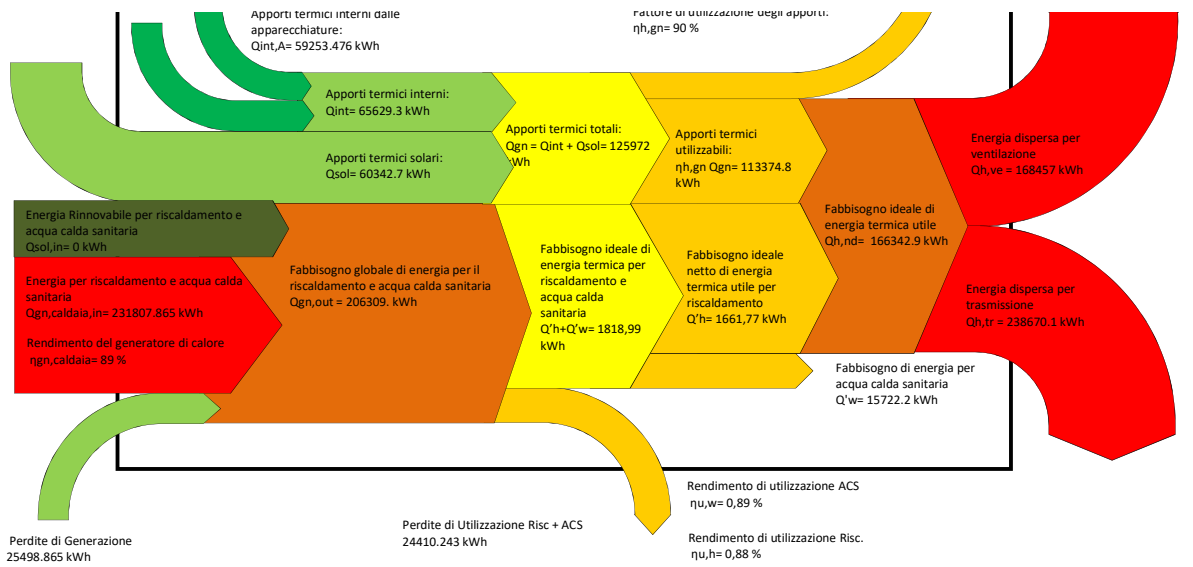 Apporti termici interni dalle
apparecchiature:
Qint,A= 59253.476 kWh
Fattore di utilizzazione degli apporti:
ηh,gn= 90 %
Apporti termici interni:
Qint= 65629.3 kWh
Apporti termici solari:
Qsol= 60342.7 kWh
Apporti termici totali:
Qgn = Qint + Qsol= 125972
kWh
Apporti termici
utilizzabili:
ηh,gn Qgn= 113374.8
kWh
Energia dispersa per
ventilazione
Qh,ve = 168457 kWh
Energia Rinnovabile per riscaldamento e
acqua calda sanitaria
Qsol,in= 0 kWh
Energia per riscaldamento e acqua calda
sanitaria
Qgn,caldaia,in= 231807.865 kWh
Rendimento del generatore di calore
ηgn,caldaia= 89 %
Fabbisogno globale di energia per il
riscaldamento e acqua calda sanitaria
Qgn,out = 206309. kWh
Fabbisogno ideale di
energia termica per
riscaldamento e
acqua calda
sanitaria
Q'h+Q'w= 1818,99
kWh
Fabbisogno ideale
netto di energia
termica utile per
riscaldamento
Q'h= 1661,77 kWh
Fabbisogno ideale di
energia termica utile
Qh,nd= 166342.9 kWh
Energia dispersa per
trasmissione
Qh,tr = 238670.1 kWh
Fabbisogno di energia per
acqua calda sanitaria
Q'w= 15722.2 kWh
Perdite di Generazione
25498.865 kWh
Perdite di Utilizzazione Risc + ACS
24410.243 kWh
Rendimento di utilizzazione ACS
ηu,w= 0,89 %
Rendimento di utilizzazione Risc.
ηu,h= 0,88 %